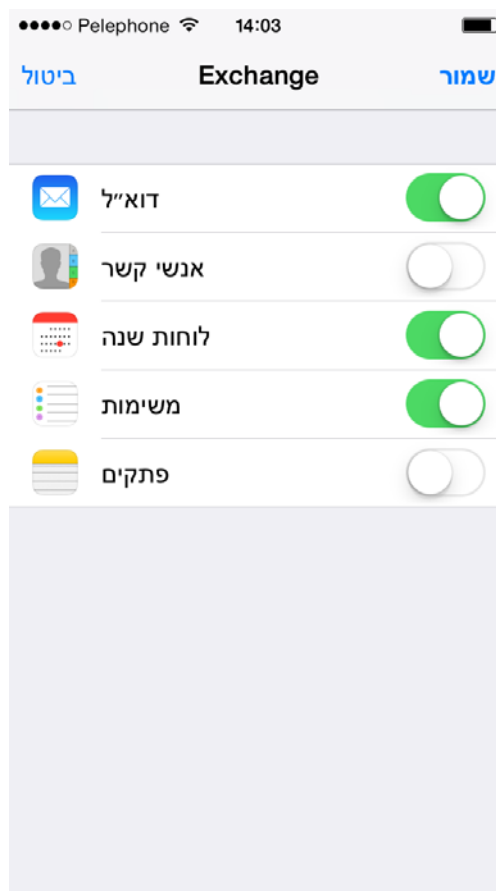 Pelephone 14:03
ביטול Exchange שמור
דוא״ל
אנשי קשר
לוחות שנה
משימות
פתקים